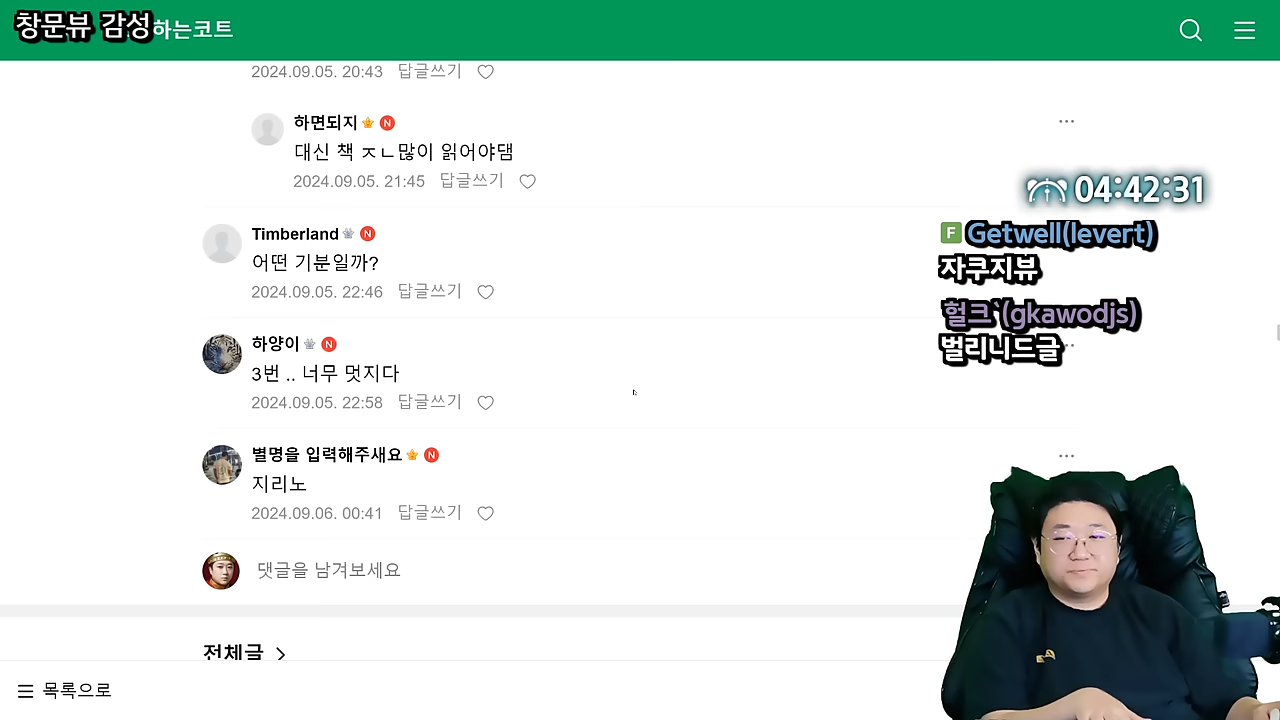 창문뷰 감성하는코트
2024.09.05. 20:43 답글쓰기
하면되지 N
대신 책 ㅈㄴ많이 읽어야댐
2024.09.05. 21:45 답글쓰기
04:42:31
Timberland N
어떤 기분일까?
2024.09.05. 22:46 답글쓰기
F Getwell(levert)
자쿠지뷰
헐크`(gkawodjs)
벌리니드글
하양이 N
3번 .. 너무 멋지다
2024.09.05. 22:58 답글쓰기
별명을 입력해주새요 N
지리노
2024.09.06. 00:41 답글쓰기
댓글을 남겨보세요
전체글
목록으로